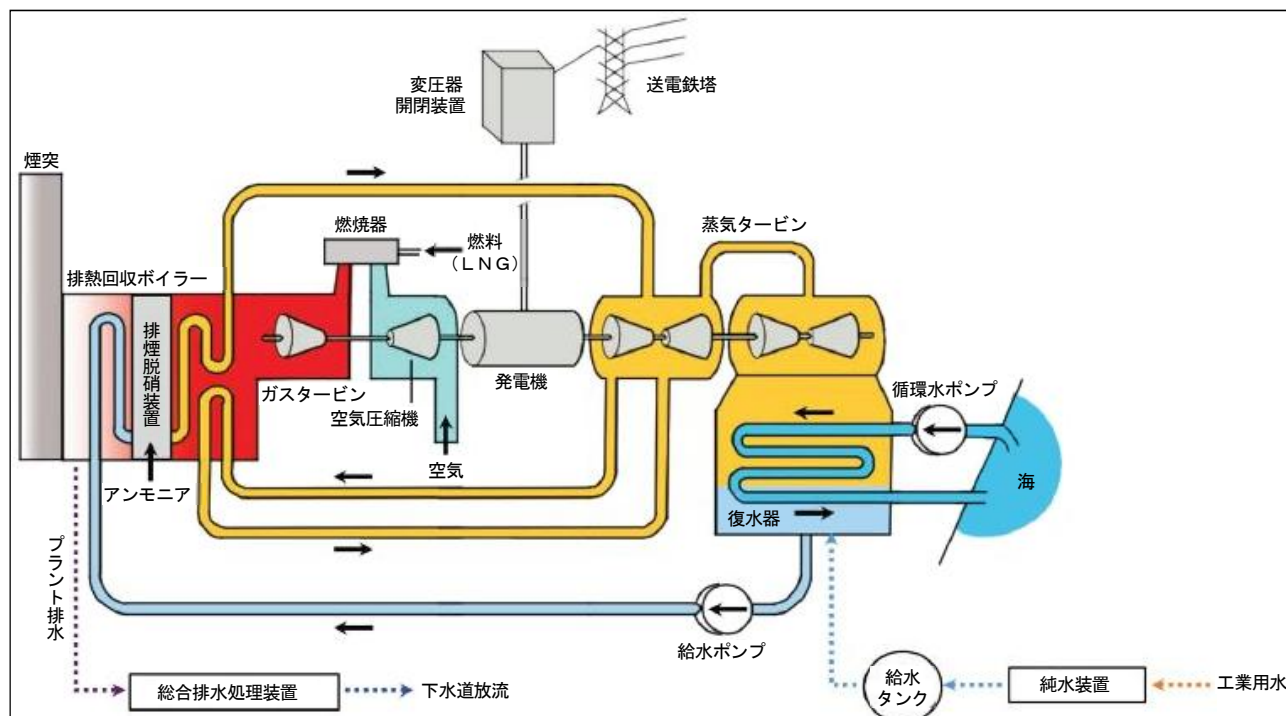 変圧器
開閉装置
送電鉄塔
煙突
燃焼器
燃料
（LNG）
蒸気タービン
排熱回収ボイラー
排煙脱硝装置
ガスタービン
空気圧縮機
発電機
循環水ポンプ
空気
アンモニア
海
復水器
プラント排水
給水ポンプ
総合排水処理装置
下水道放流
給水
タンク
純水装置
工業用水